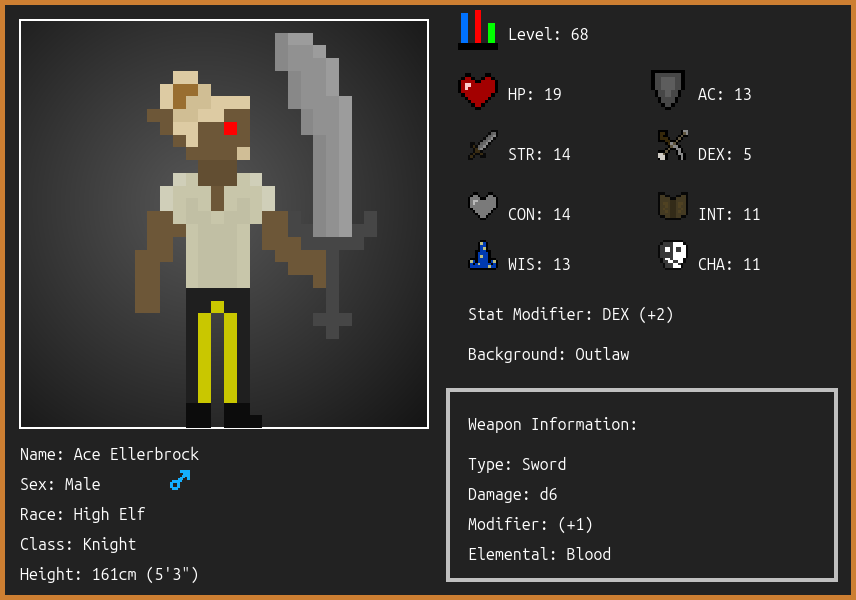 Level: 68
HP: 19
AC: 13
STR: 14
DEX: 5
CON: 14
INT: 11
WIS: 13
CHA: 11
Stat Modifier: DEX (+2)
Background: Outlaw
Weapon Information:
Type: Sword
Damage: d6
Modifier: (+1)
Elemental: Blood
Name: Ace Ellerbrock
Sex: Male
Race: High Elf
Class: Knight
Height: 161cm (5'3")